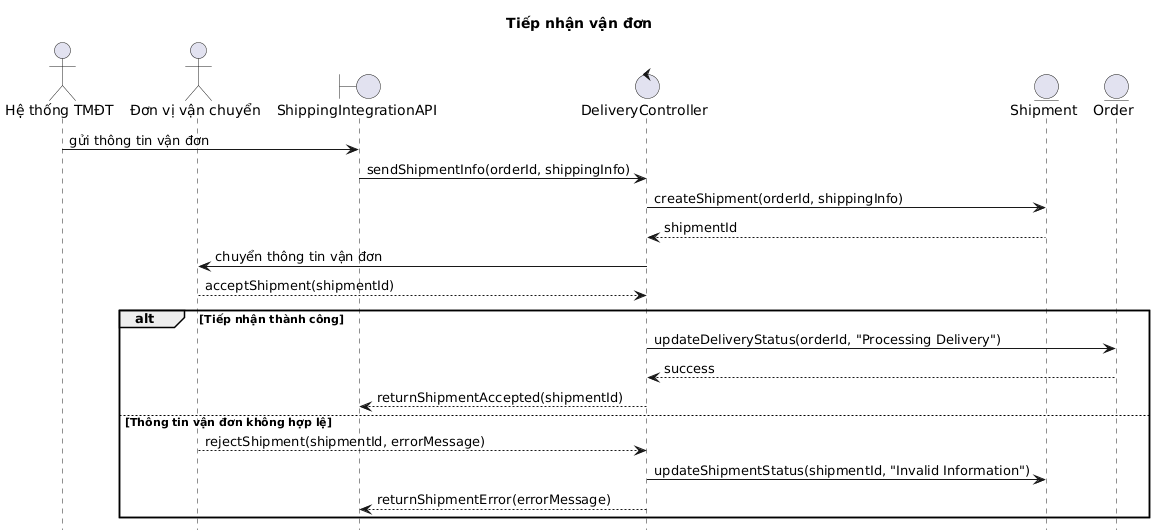 Tiếp nhận vận đơn
Hệ thống TMĐT
Đơn vị vận chuyển
ShippingIntegrationAPI
DeliveryController
Shipment
Order
gửi thông tin vận đơn
sendShipmentInfo(orderId, shippingInfo)
createShipment(orderId, shippingInfo)
shipmentId
chuyển thông tin vận đơn
acceptShipment(shipmentId)
alt
[Tiếp nhận thành công]
updateDeliveryStatus(orderId, "Processing Delivery")
success
returnShipmentAccepted(shipmentId)
[Thông tin vận đơn không hợp lệ]
rejectShipment(shipmentId, errorMessage)
updateShipmentStatus(shipmentId, "Invalid Information")
returnShipmentError(errorMessage)